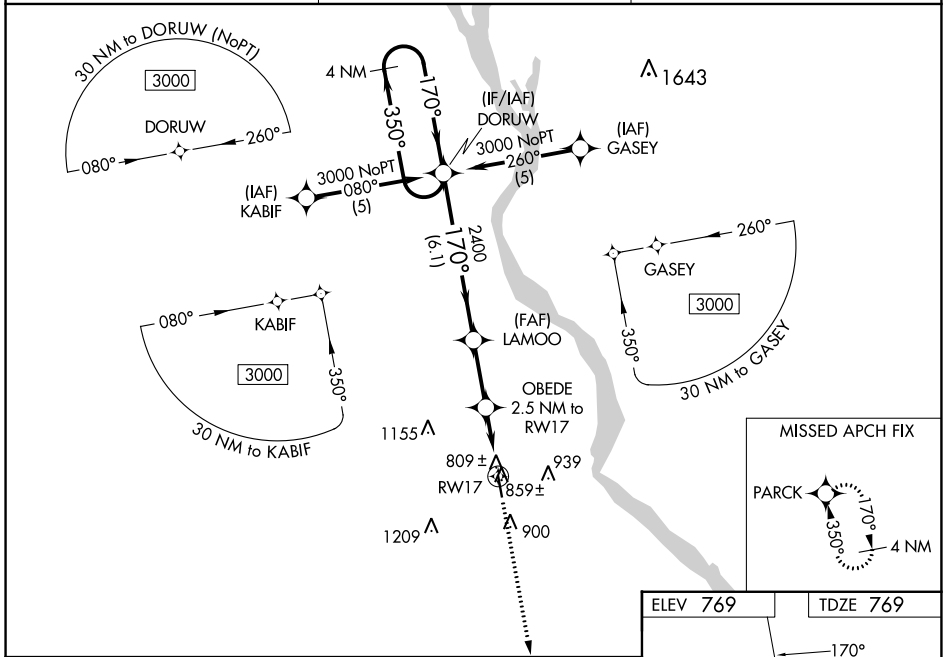 30 NM to DORUW (NoPT)
3000
DORUW
080°
260°
4 NM
350°
170°
(IF/IAF)
DORUW
1643
3000 NoPT
260°
(5)
(IAF)
GASEY
3000 NoPT
080°
(5)
(IAF)
KABIF
2400
170°
(6.1)
260°
GASEY
3000
350°
30 NM to GASEY
080°
KABIF
3000
350°
30 NM to KABIF
(FAF)
LAMOO
OBEDE
2.5 NM to
RW17
1155
809 ±
939
RW17
859 ±
1209
900
MISSED APCH FIX
PARCK
170°
350°
4 NM
ELEV 769
TDZE 769
170°